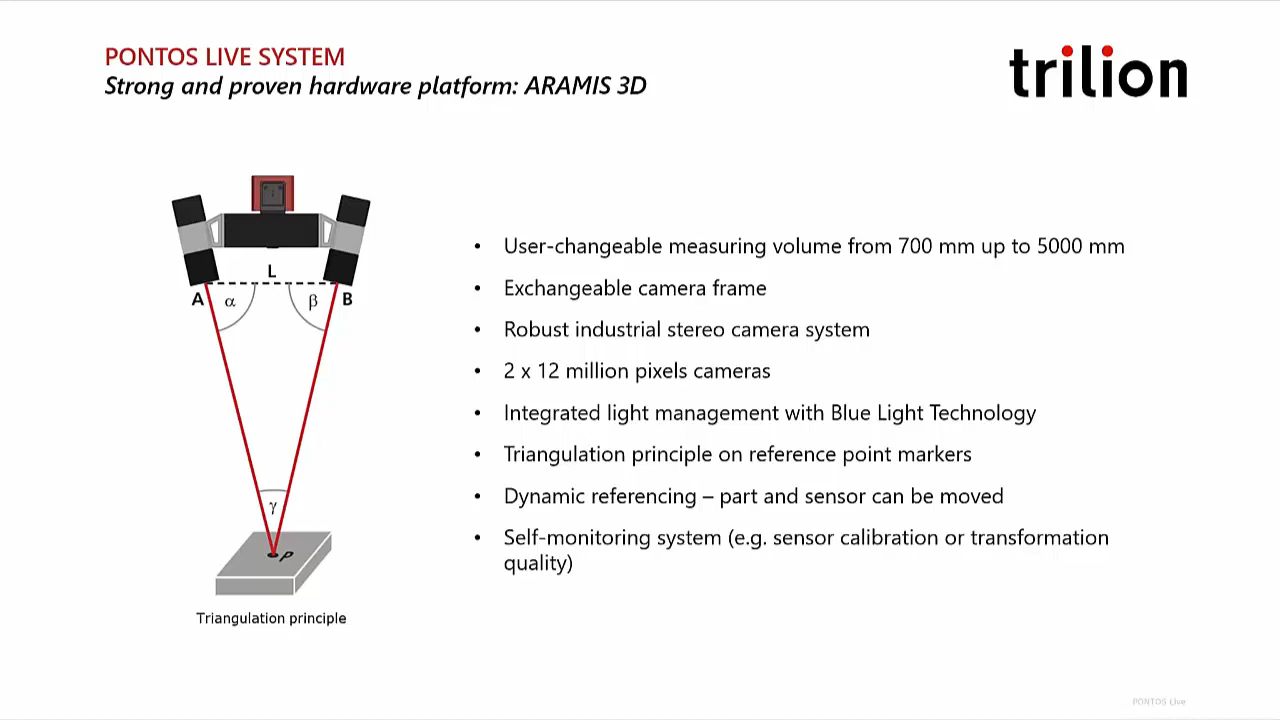 PONTOS LIVE SYSTEM
Strong and proven hardware platform: ARAMIS 3D
trilion
L
A
α
β
B
γ
P
Triangulation principle
• User-changeable measuring volume from 700 mm up to 5000 mm
• Exchangeable camera frame
• Robust industrial stereo camera system
• 2 x 12 million pixels cameras
• Integrated light management with Blue Light Technology
• Triangulation principle on reference point markers
• Dynamic referencing – part and sensor can be moved
• Self-monitoring system (e.g. sensor calibration or transformation
quality)
PONTOS Live